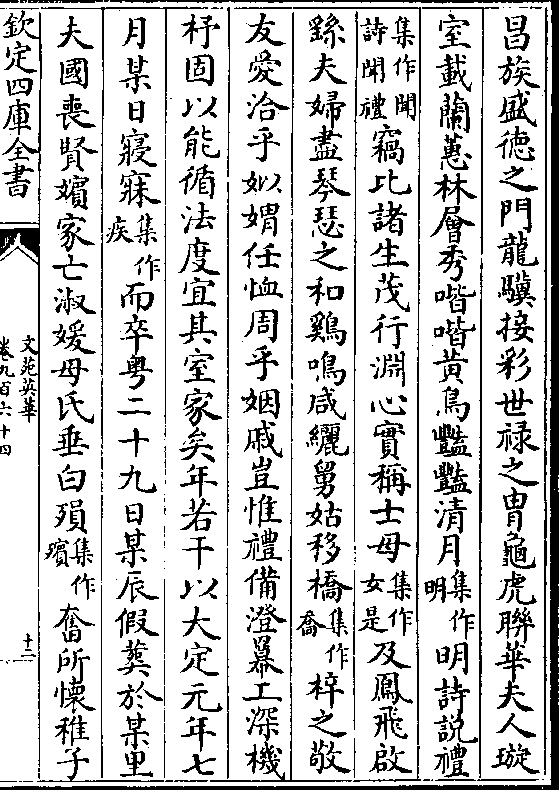 昌族盛徳之門龍驥接彩世禄之胄龜虎聯華夫人璇
室載蘭蕙林層秀喈喈黄鳥豔豔清月集作明明詩説禮
集作聞詩聞禮竊比諸生茂行淵心實稱士母集作女是及鳳飛啟
繇夫婦盡琴瑟之和鷄鳴咸纚舅姑移橋集作喬梓之敬
友愛洽乎姒娟任恤周乎姻戚豈惟禮備澄羃工深機
杼固以能循法度宜其室家矣年若干以大定元年七
月某日寢寐集作疾而卒粤二十九日某辰假葬於某里
夫國喪賢嬪家亡淑媛母氏垂白殞集作殯奮所懷稚子
欽定四庫全書
文苑英華
卷九百六十四
十二